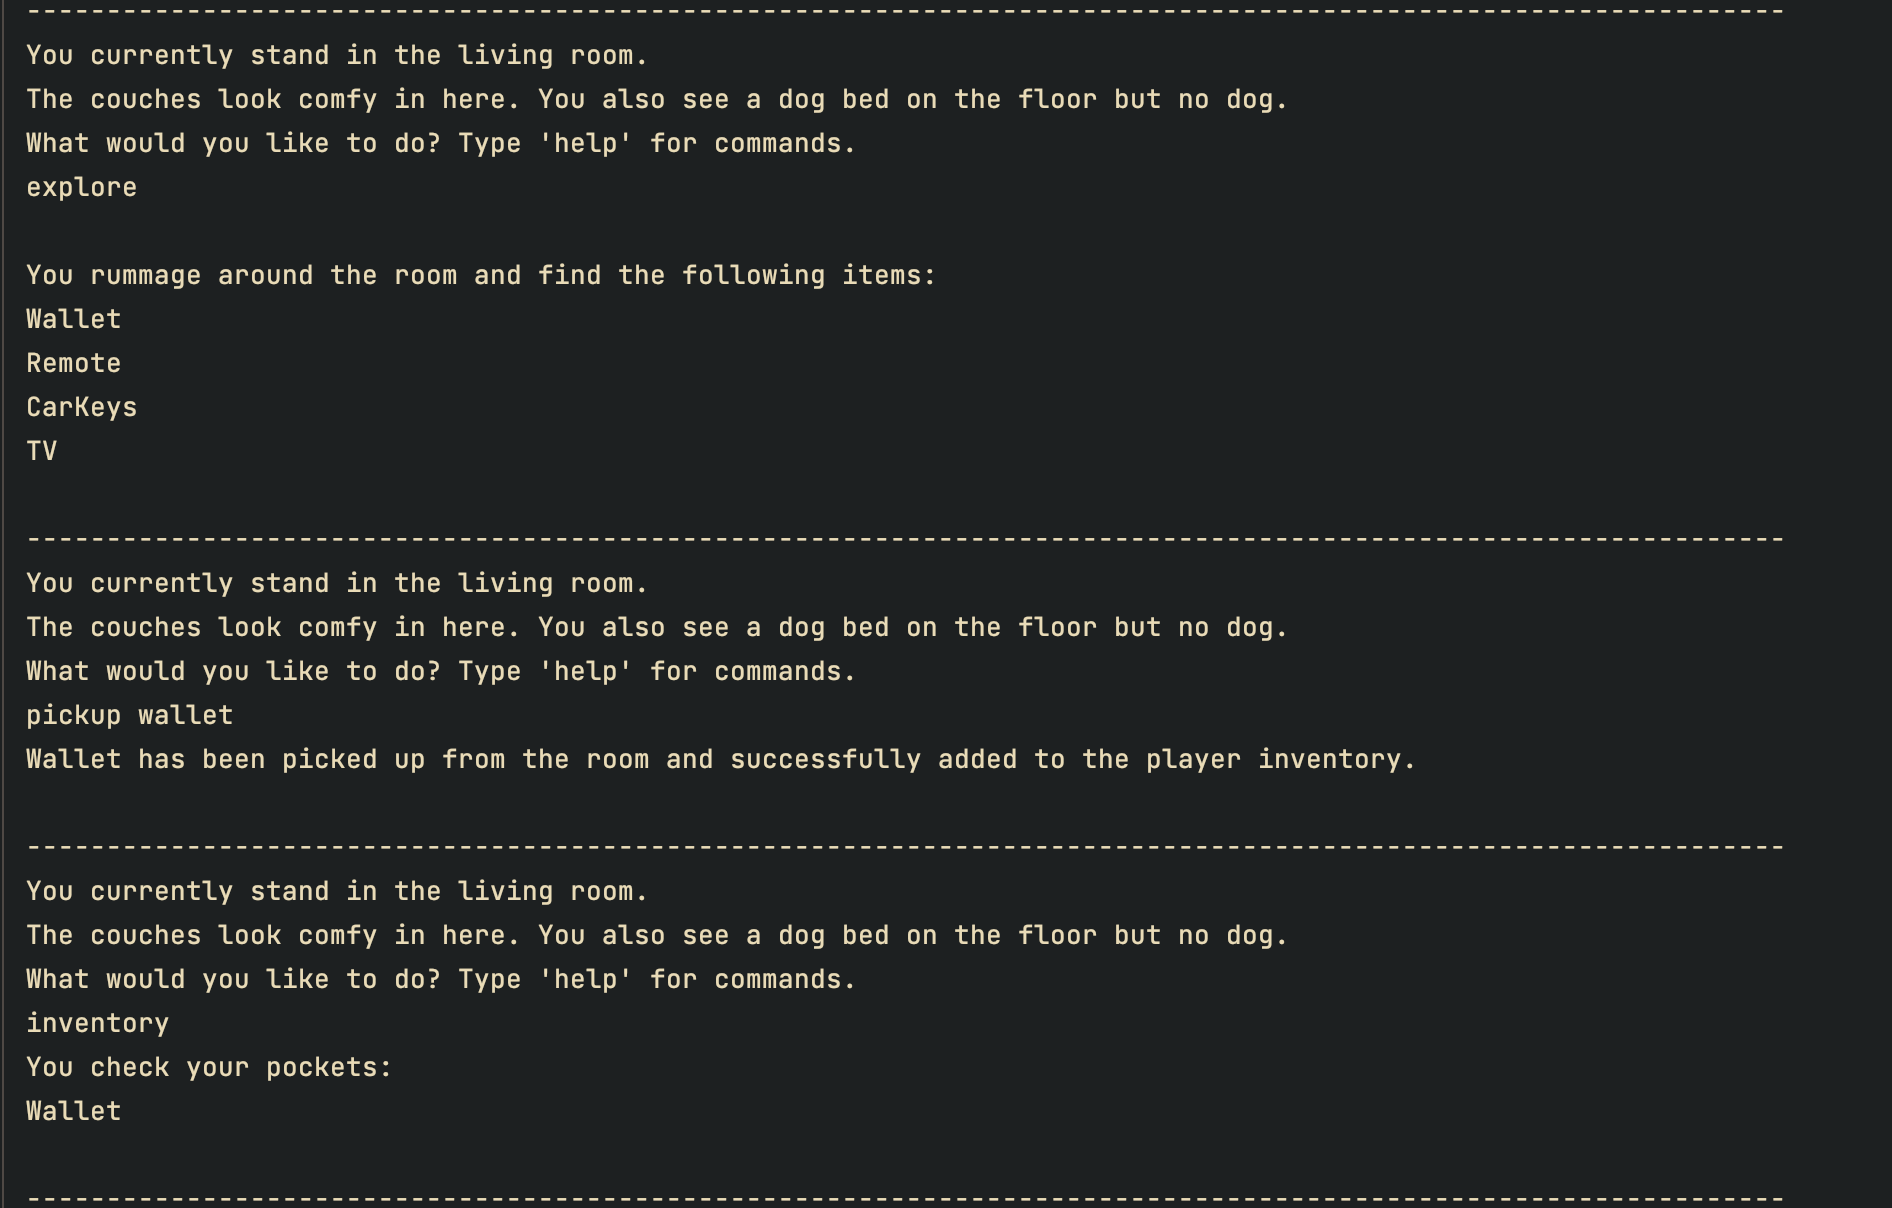 --------------------------------------------------------------------------------------------------------------
You currently stand in the living room.
The couches look comfy in here. You also see a dog bed on the floor but no dog.
What would you like to do? Type 'help' for commands.
explore
You rummage around the room and find the following items:
Wallet
Remote
CarKeys
TV
--------------------------------------------------------------------------------------------------------------
You currently stand in the living room.
The couches look comfy in here. You also see a dog bed on the floor but no dog.
What would you like to do? Type 'help' for commands.
pickup wallet
Wallet has been picked up from the room and successfully added to the player inventory.
--------------------------------------------------------------------------------------------------------------
You currently stand in the living room.
The couches look comfy in here. You also see a dog bed on the floor but no dog.
What would you like to do? Type 'help' for commands.
inventory
You check your pockets:
Wallet
--------------------------------------------------------------------------------------------------------------